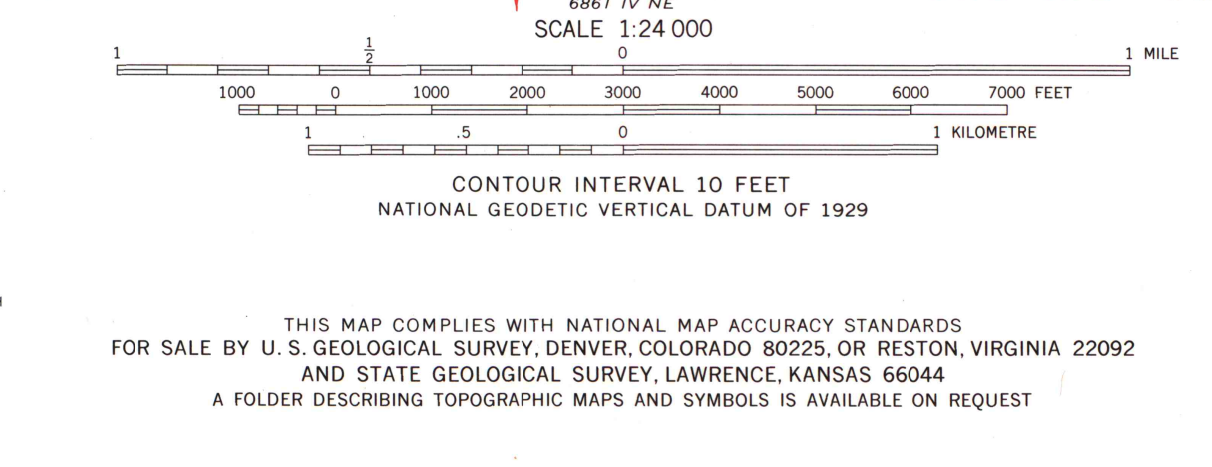 6861 IV NE
SCALE 1:24 000
1 1/2 0 1 MILE
1000 0 1000 2000 3000 4000 5000 6000 7000 FEET
1 .5 0 1 KILOMETRE
CONTOUR INTERVAL 10 FEET
NATIONAL GEODETIC VERTICAL DATUM OF 1929
THIS MAP COMPLIES WITH NATIONAL MAP ACCURACY STANDARDS
FOR SALE BY U. S. GEOLOGICAL SURVEY, DENVER, COLORADO 80225, OR RESTON, VIRGINIA 22092
AND STATE GEOLOGICAL SURVEY, LAWRENCE, KANSAS 66044
A FOLDER DESCRIBING TOPOGRAPHIC MAPS AND SYMBOLS IS AVAILABLE ON REQUEST